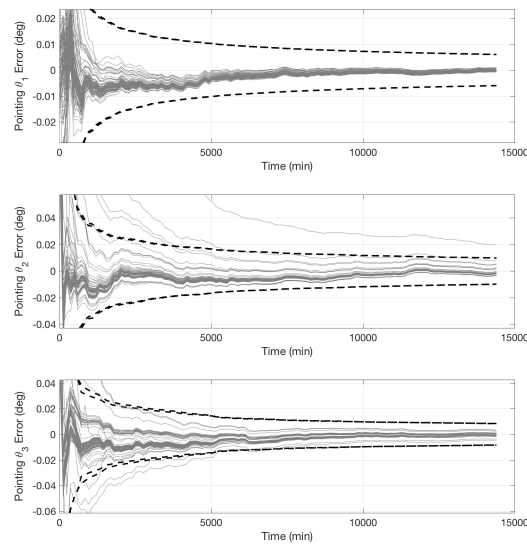 0.02
0.01
0
-0.01
-0.02
Pointing θ1 Error (deg)
0 5000 10000 15000
Time (min)
0.04
0.02
0
-0.02
-0.04
Pointing θ2 Error (deg)
0 5000 10000 15000
Time (min)
0.04
0.02
0
-0.02
-0.04
-0.06
Pointing θ3 Error (deg)
0 5000 10000 15000
Time (min)